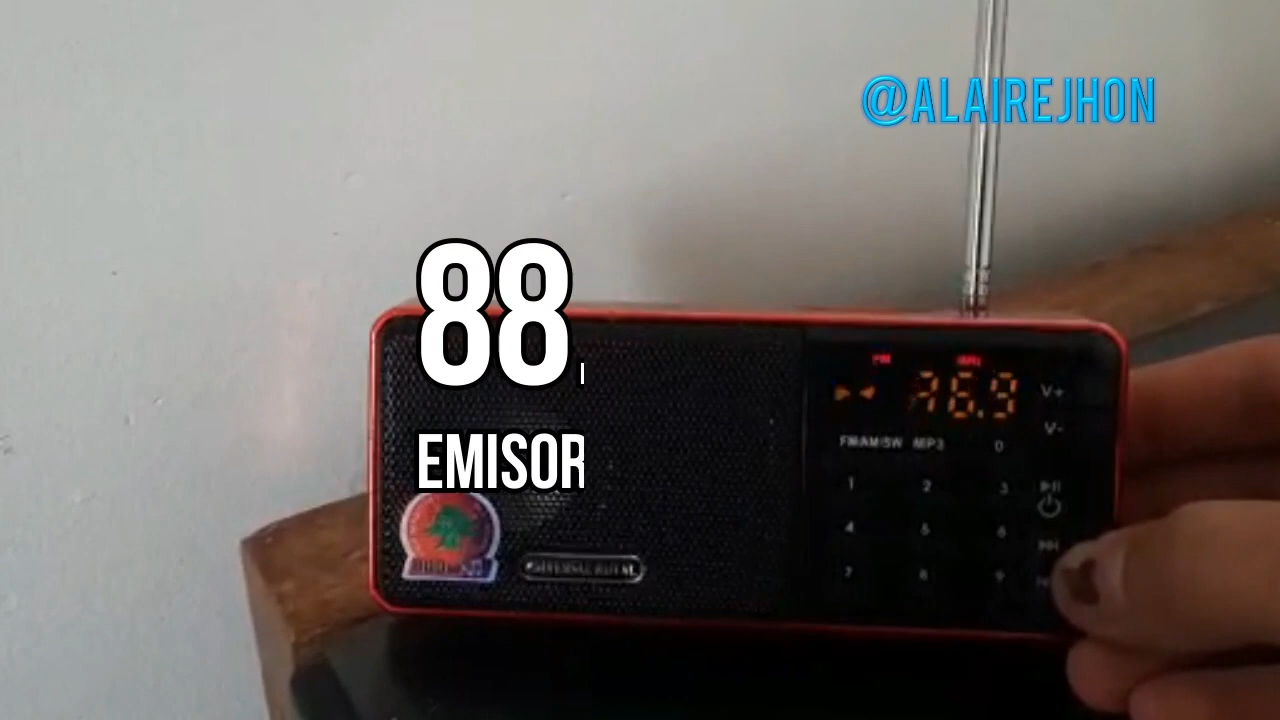 @ALAIREJHON
88
EMISOR
FM
76.9
V+
V-
FM/AM/SW MP3 0
1 2 3
4 5 6
7 8 9